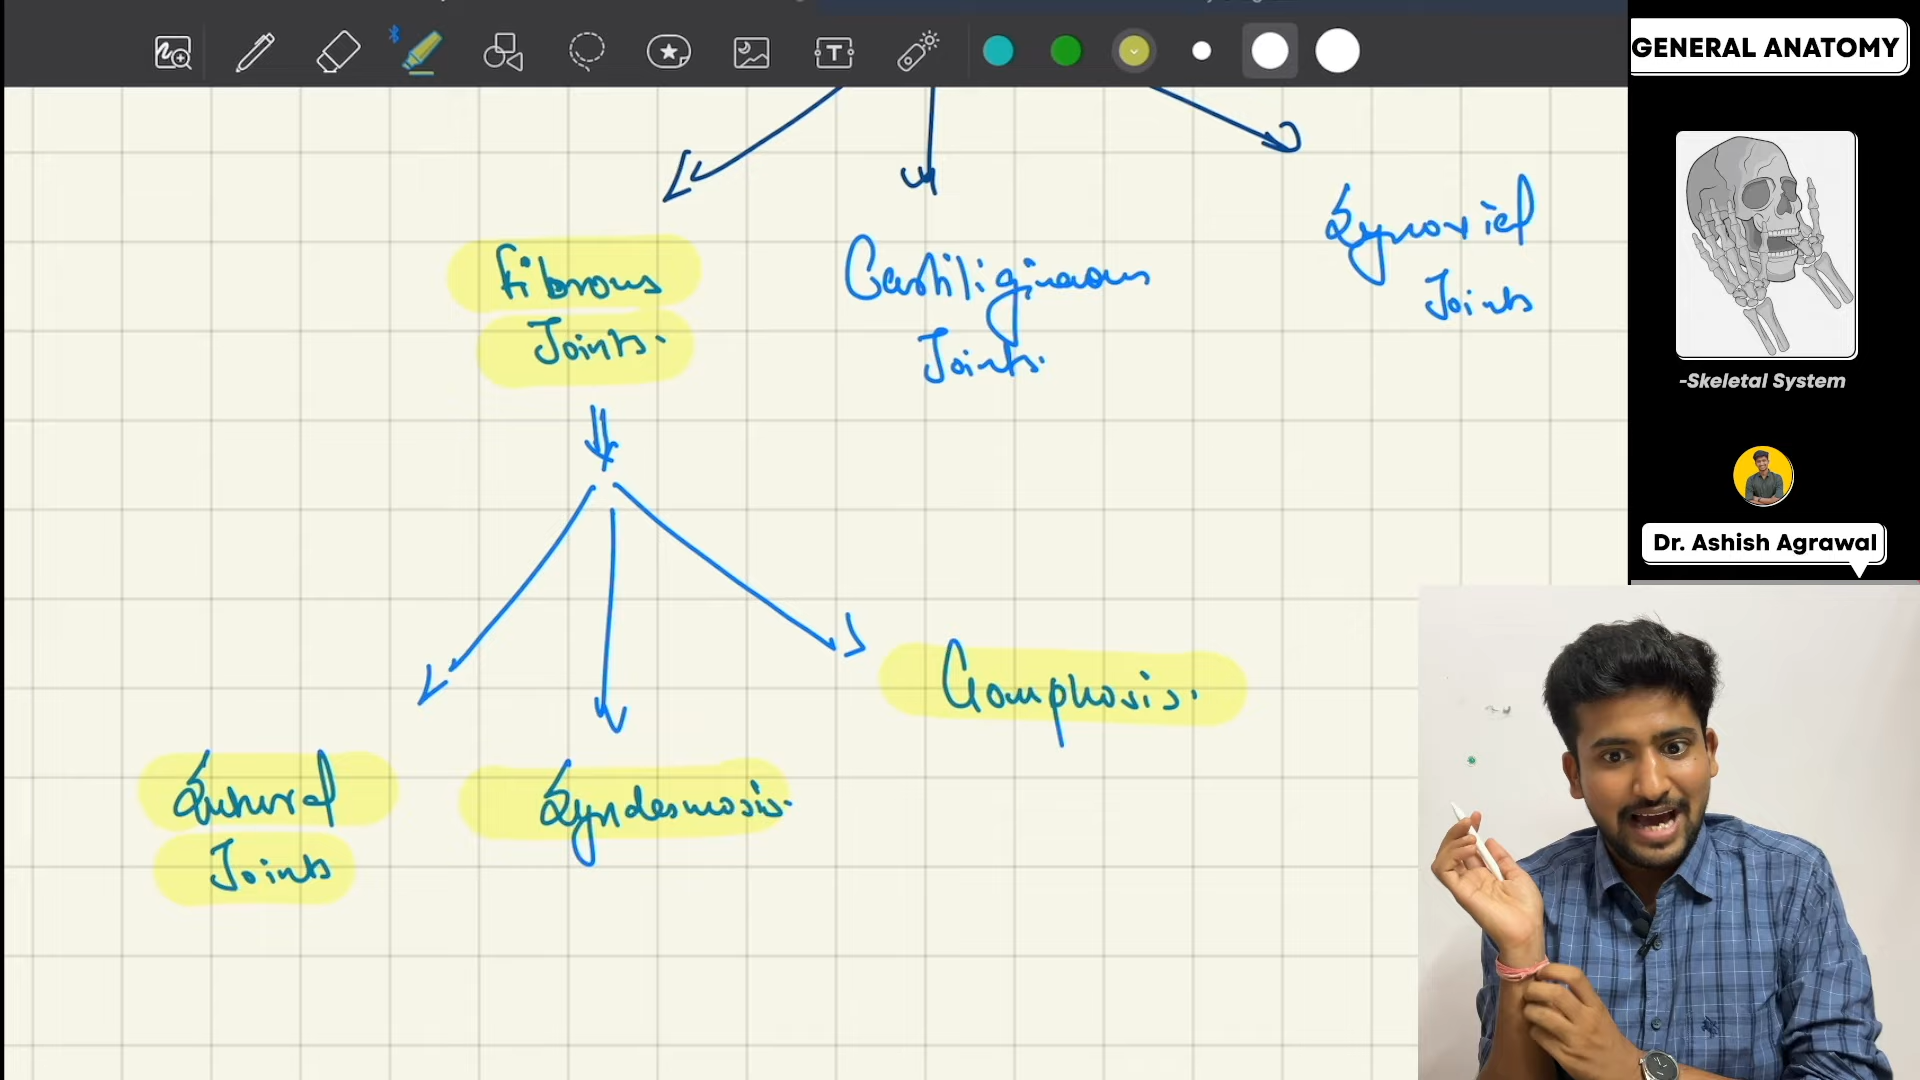 GENERAL ANATOMY
Fibrous
Joints.
Cartiliginous
Joints.
Synovial
Joints
-Skeletal System
Dr. Ashish Agrawal
Gomphosis.
Sutural
Joints
Syndesmosis.